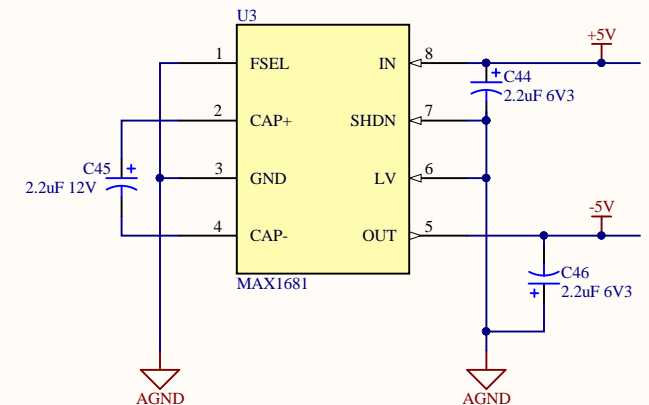 U3
+5V
1 FSEL IN 8
C44
2.2uF 6V3
2 CAP+ SHDN 7
C45
2.2uF 12V
3 GND LV 6
-5V
4 CAP- OUT 5
C46
2.2uF 6V3
MAX1681
AGND AGND